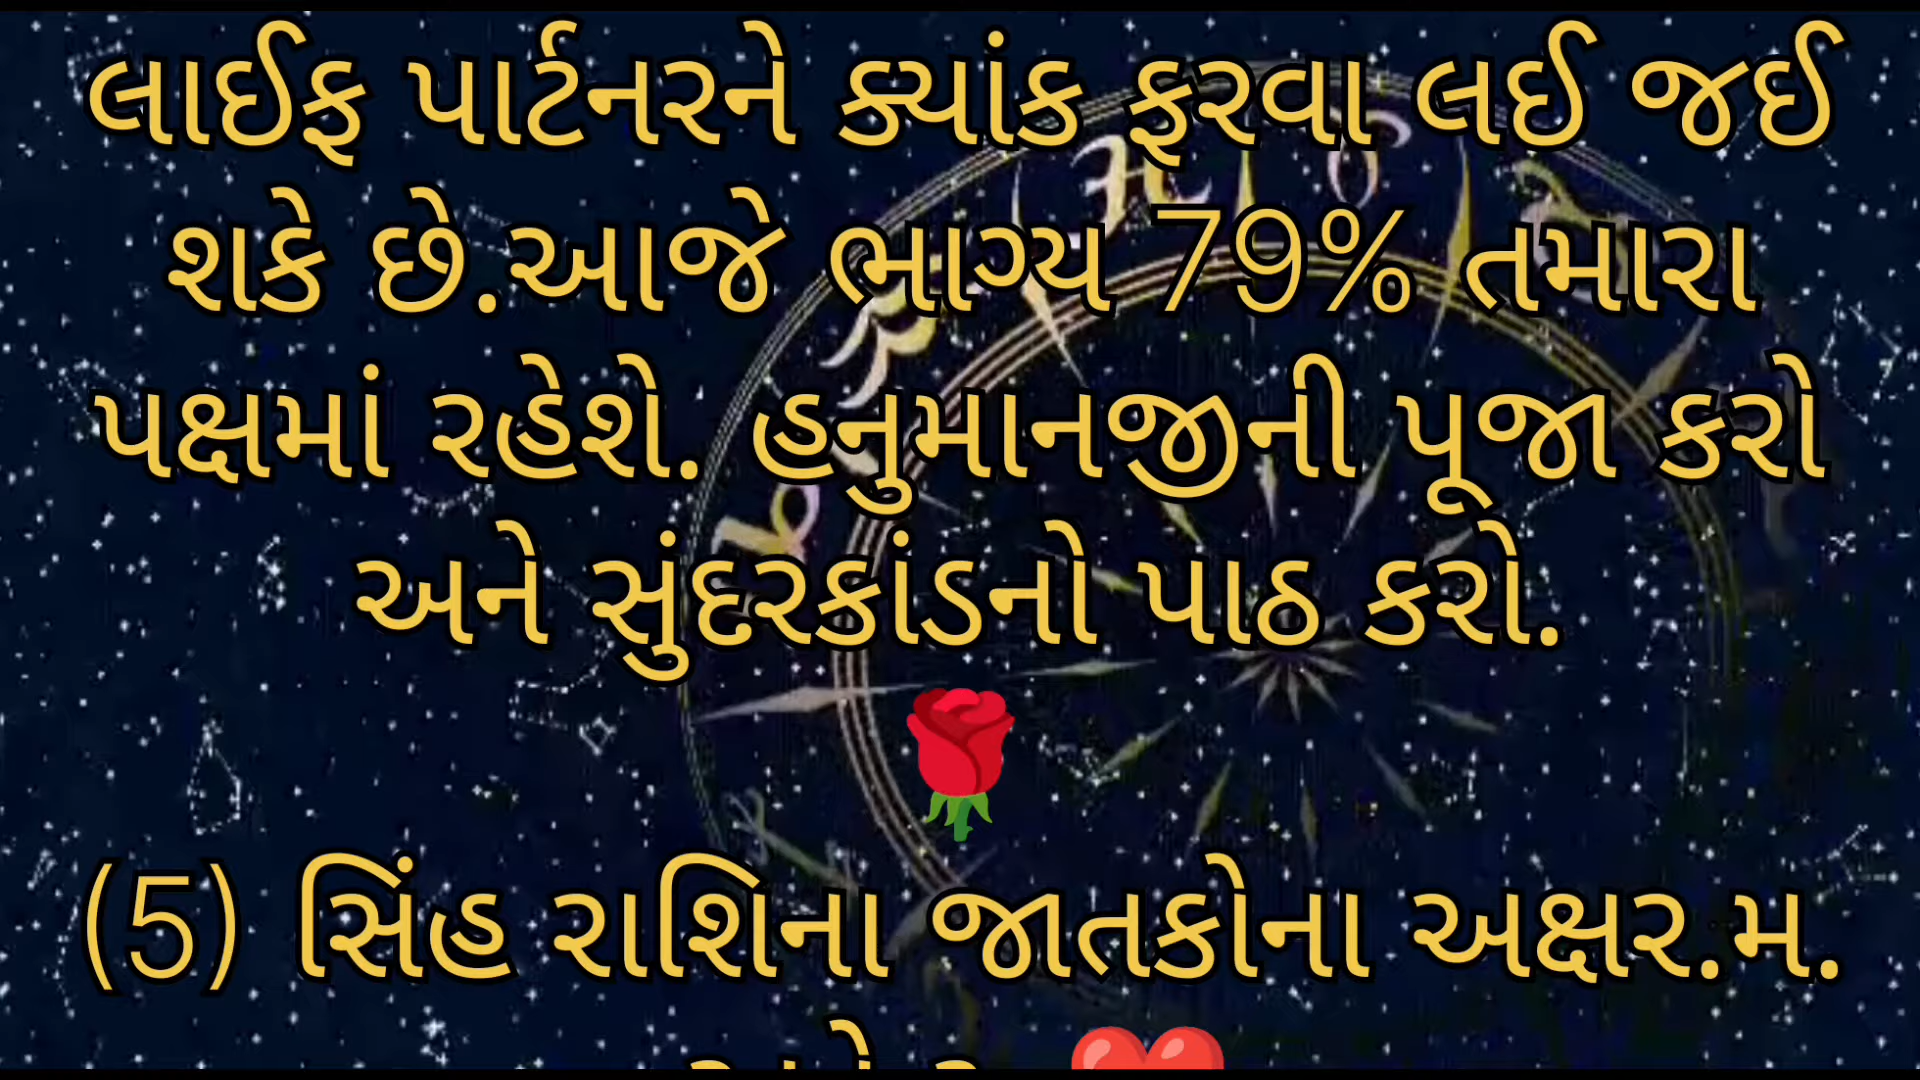 લાઈફ પાર્ટનરને ક્યાંક ફરવા લઈ જઈ
શકે છે.આજે ભાગ્ય 79% તમારા
પક્ષમાં રહેશે. હનુમાનજીની પૂજા કરો
અને સુંદરકાંડનો પાઠ કરો.
(5) સિંહ રાશિના જાતકોના અક્ષર.મ.